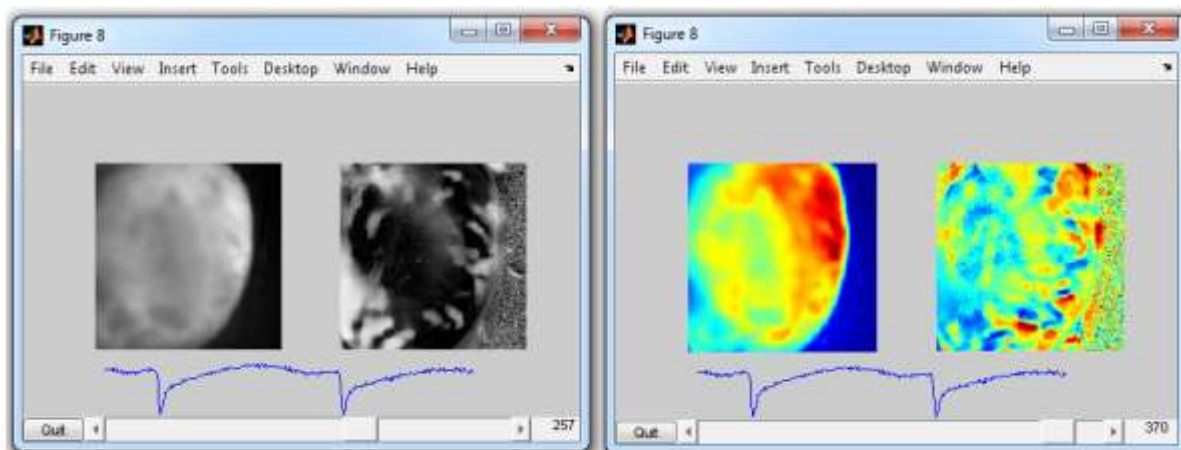 Figure 8
File Edit View Insert Tools Desktop Window Help
Quit
257
Figure 8
File Edit View Insert Tools Desktop Window Help
Quit
370